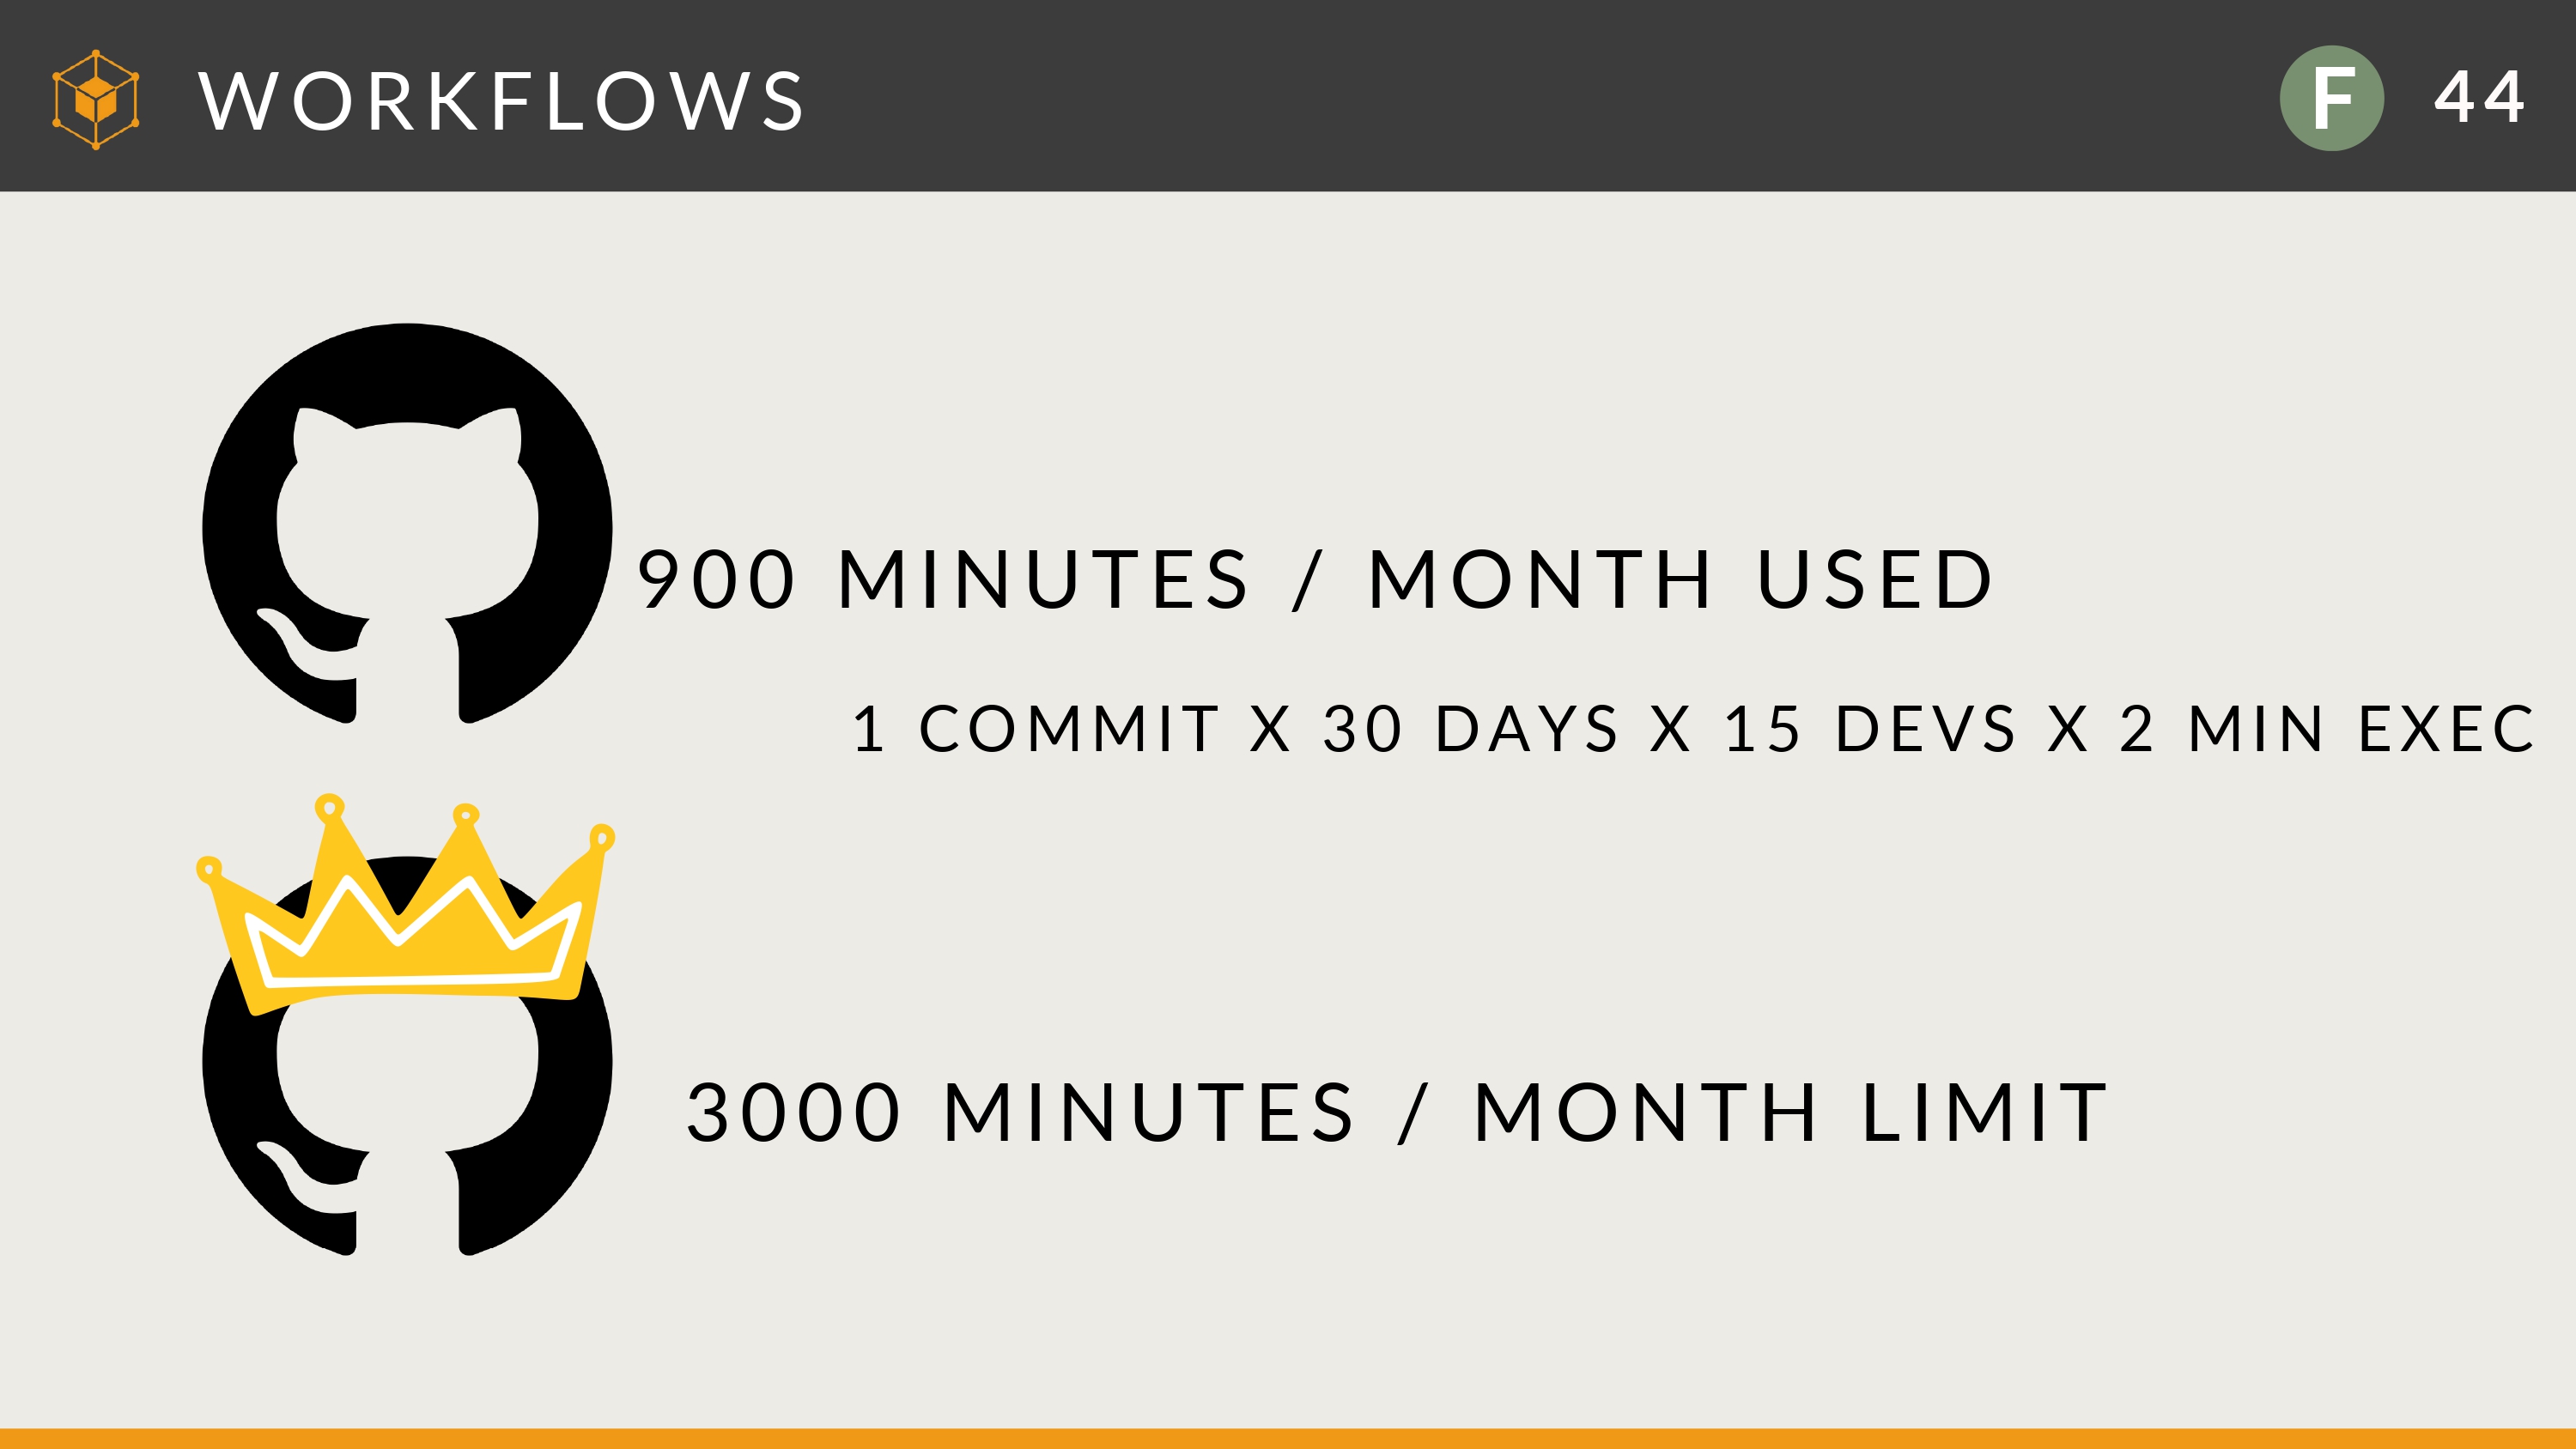 WORKFLOWS
F 44
900 MINUTES / MONTH USED
1 COMMIT X 30 DAYS X 15 DEVS X 2 MIN EXEC
3000 MINUTES / MONTH LIMIT